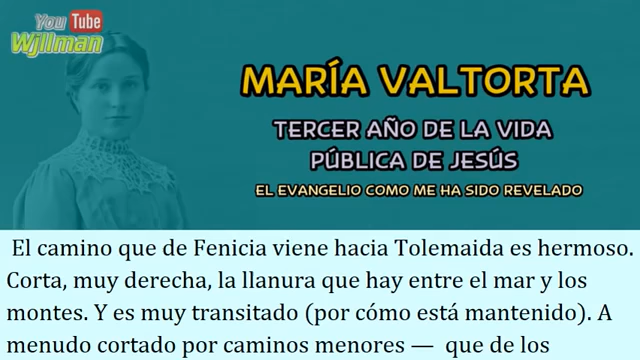 You Tube
Wjllman
MARÍA VALTORTA
TERCER AÑO DE LA VIDA
PÚBLICA DE JESÚS
EL EVANGELIO COMO ME HA SIDO REVELADO
El camino que de Fenicia viene hacia Tolemaida es hermoso.
Corta, muy derecha, la llanura que hay entre el mar y los
montes. Y es muy transitado (por cómo está mantenido). A
menudo cortado por caminos menores — que de los